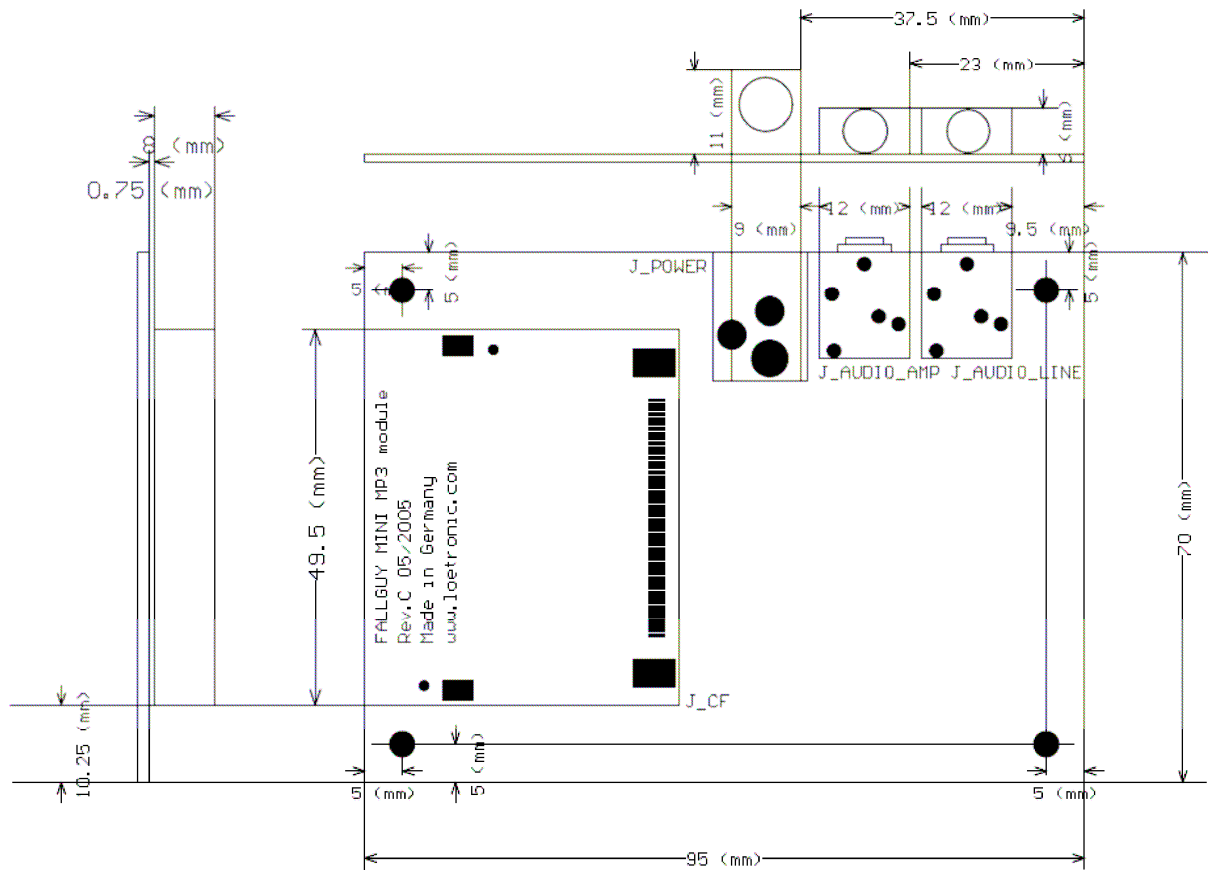 37.5 (mm)
23 (mm)
11 (mm)
(mm)
8 (mm)
0.75 (mm)
9 (mm)
12 (mm)
12 (mm)
9.5 (mm)
J_POWER
5
5 (mm)
5 (mm)
J_AUDIO_AMP
J_AUDIO_LINE
FALLGUY MINI MP3 module
Rev.C 05/2005
Made in Germany
www.loetronic.com
49.5 (mm)
70 (mm)
J_CF
10.25 (mm)
5 (mm)
5 (mm)
5 (mm)
95 (mm)